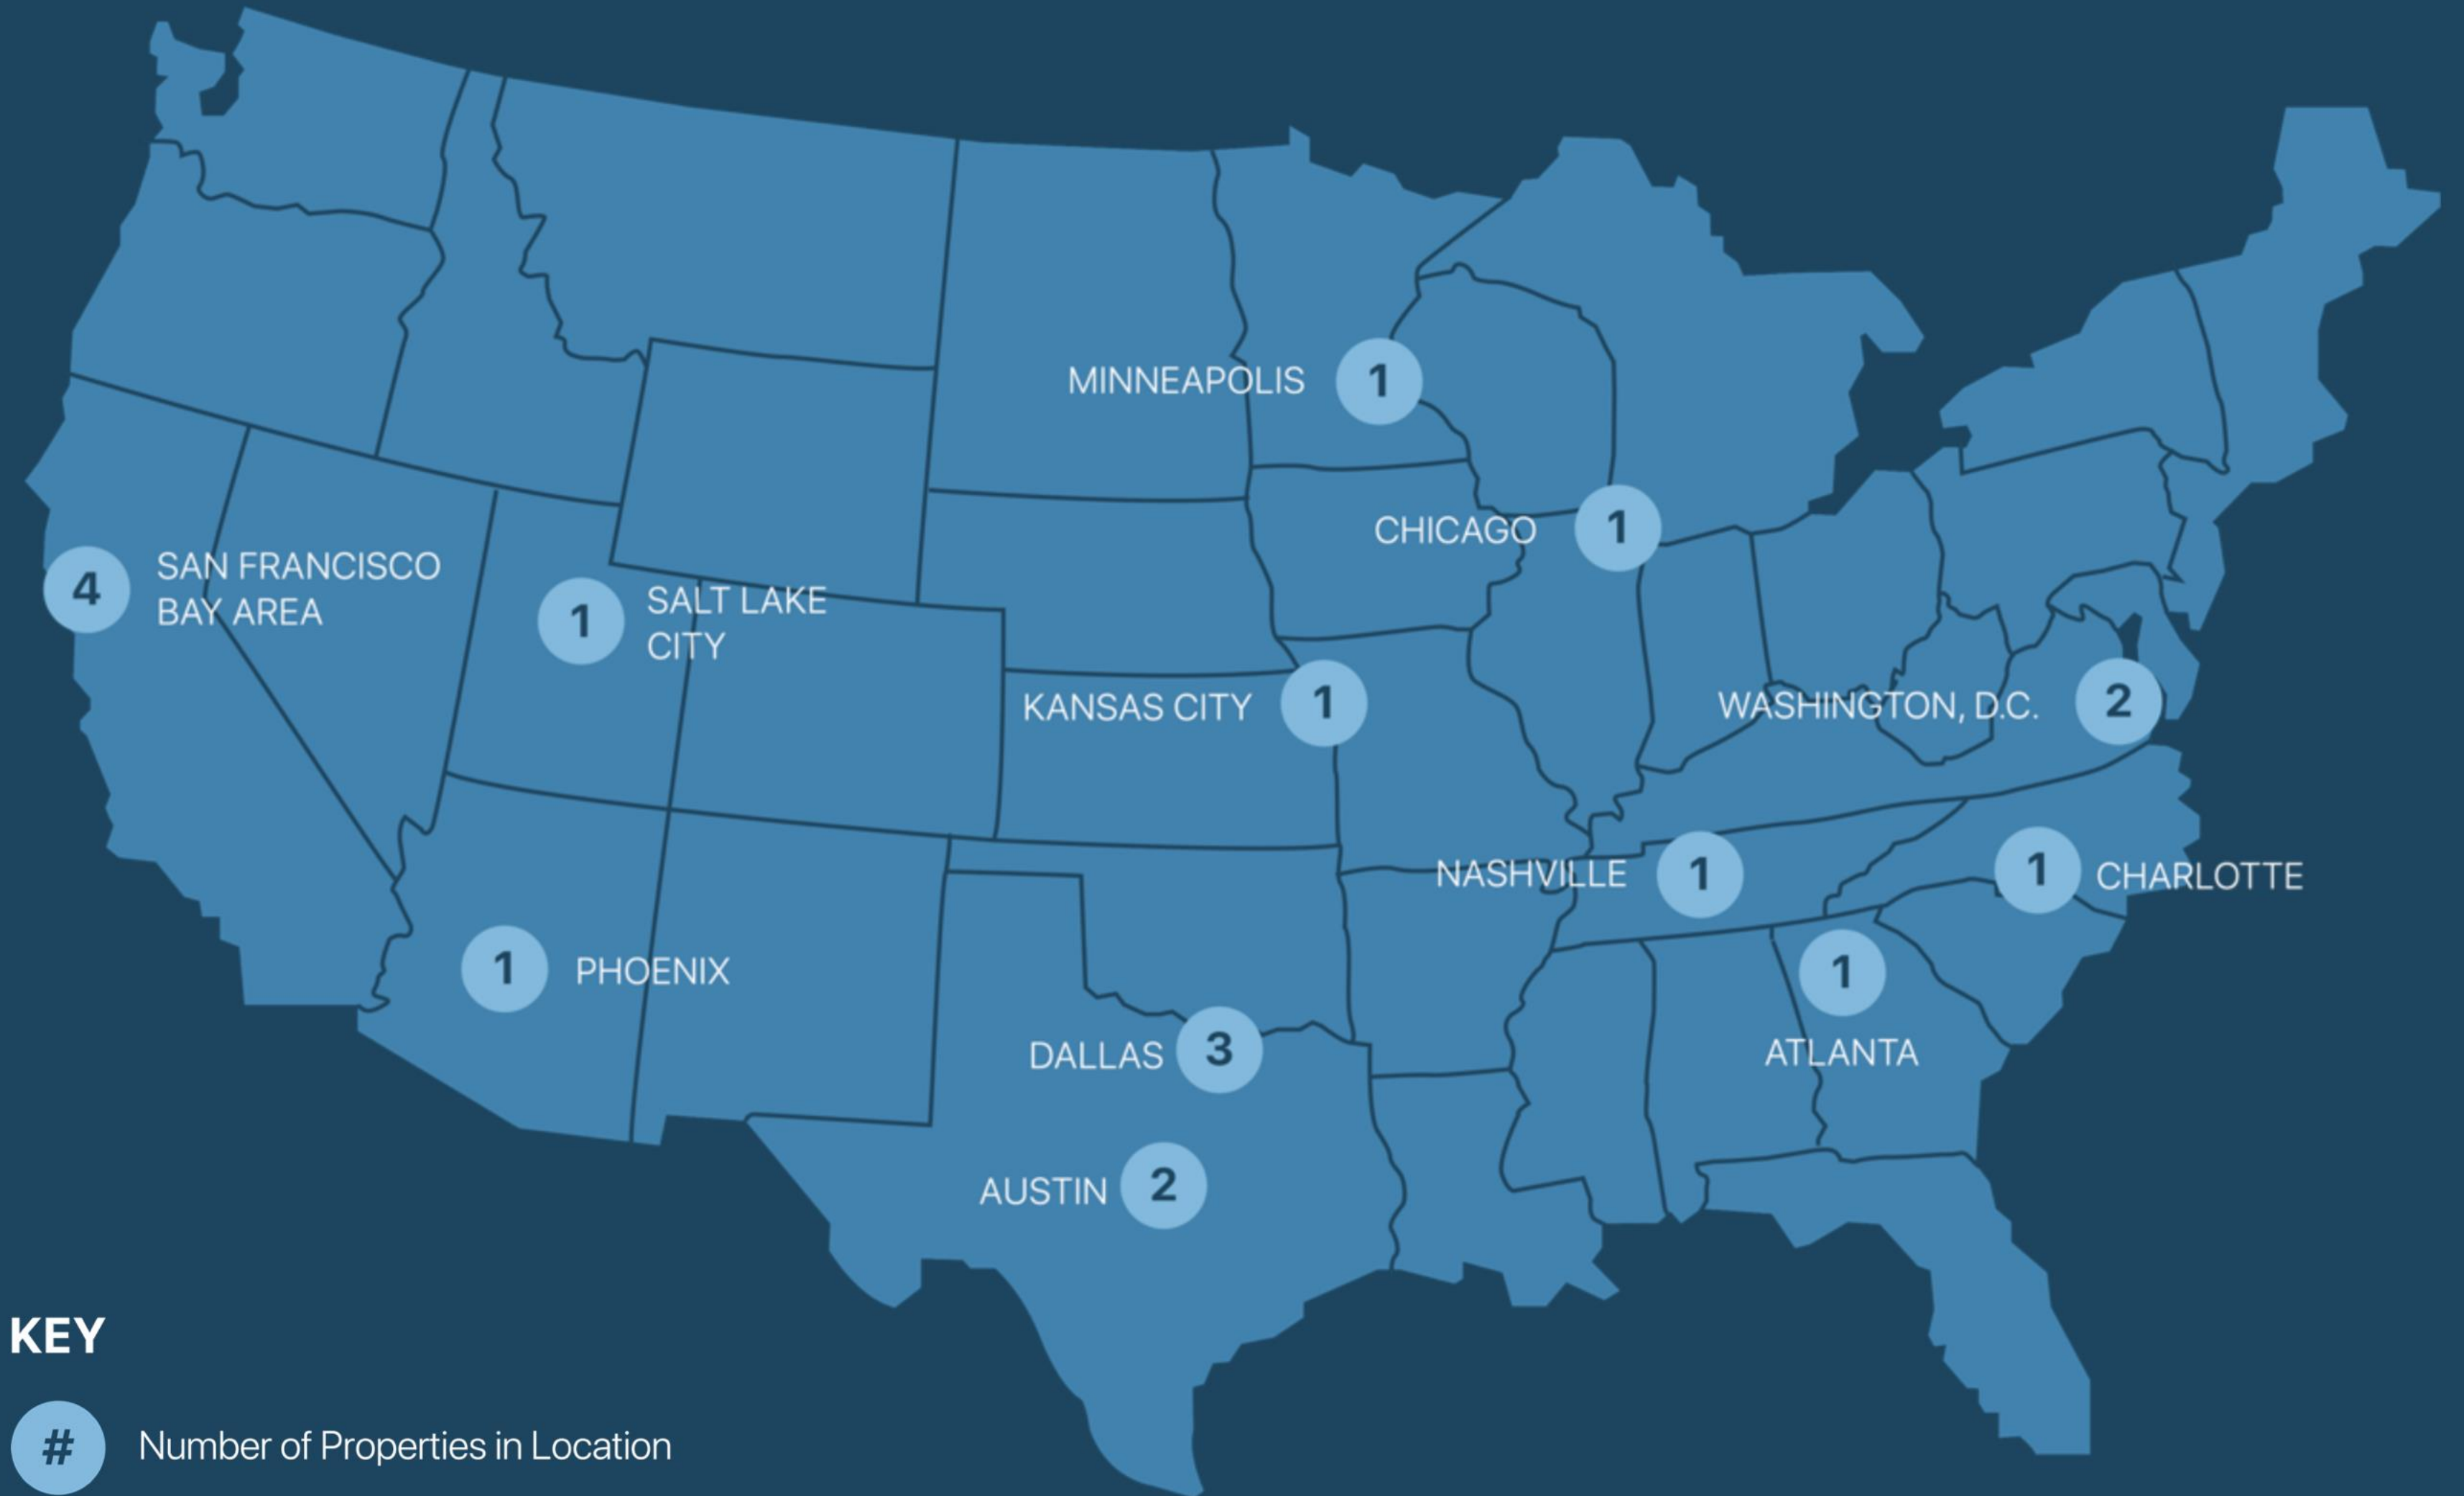 MINNEAPOLIS 1
CHICAGO 1
4 SAN FRANCISCO
BAY AREA
1 SALT LAKE
CITY
KANSAS CITY 1
WASHINGTON, D.C. 2
NASHVILLE 1
1 CHARLOTTE
1 PHOENIX
1
ATLANTA
DALLAS 3
AUSTIN 2
KEY
# Number of Properties in Location